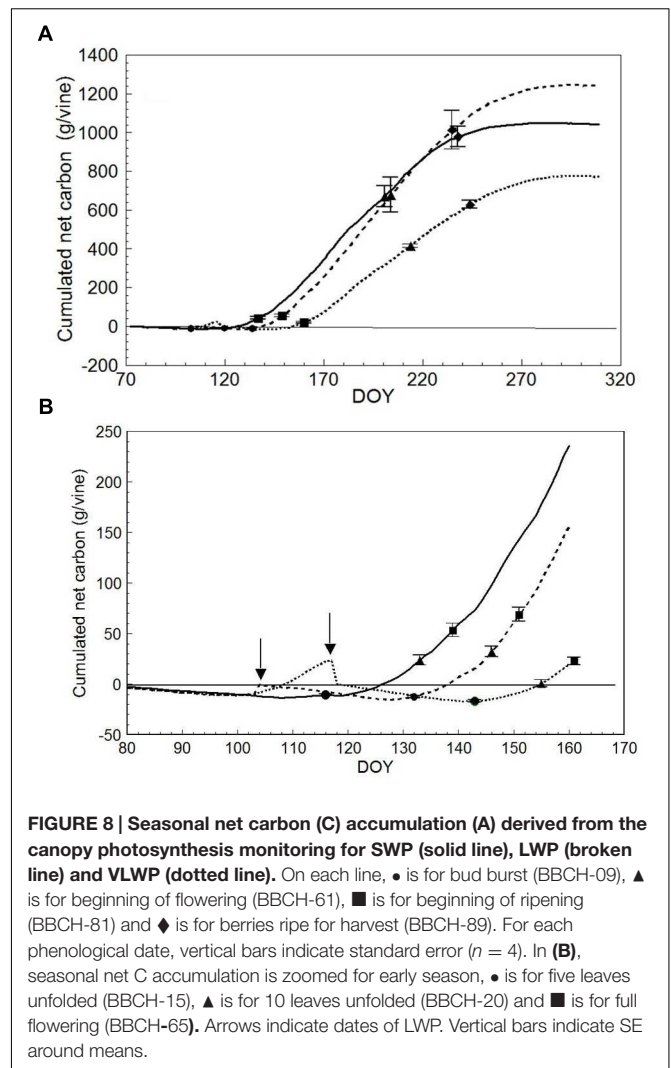 A
1400
1200
1000
800
600
400
200
0
-200
Cumulated net carbon (g/vine)
70 120 170 220 270 320
DOY
B
250
200
150
100
50
0
-50
Cumulated net carbon (g/vine)
80 90 100 110 120 130 140 150 160 170
DOY
FIGURE 8 | Seasonal net carbon (C) accumulation (A) derived from the
canopy photosynthesis monitoring for SWP (solid line), LWP (broken
line) and VLWP (dotted line). On each line, ● is for bud burst (BBCH-09), ▲
is for beginning of flowering (BBCH-61), ■ is for beginning of ripening
(BBCH-81) and ◆ is for berries ripe for harvest (BBCH-89). For each
phenological date, vertical bars indicate standard error (n = 4). In (B),
seasonal net C accumulation is zoomed for early season, ● is for five leaves
unfolded (BBCH-15), ▲ is for 10 leaves unfolded (BBCH-20) and ■ is for full
flowering (BBCH-65). Arrows indicate dates of LWP. Vertical bars indicate SE
around means.